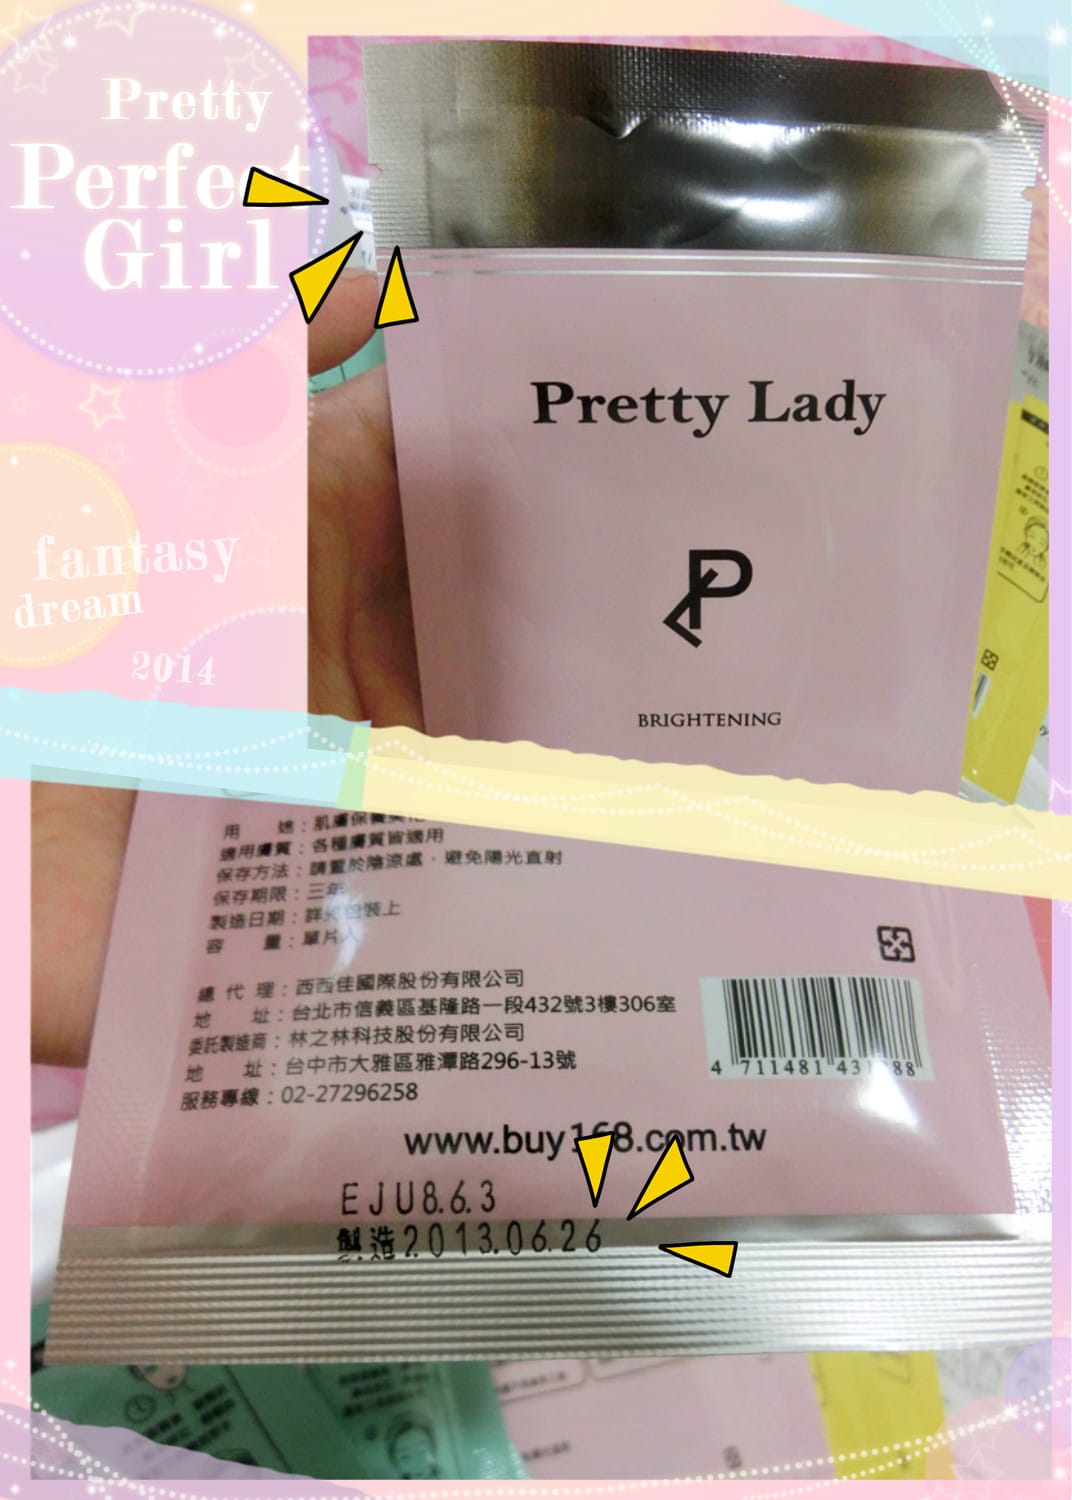 Pretty
Perfect
Girl
fantasy
dream
2014
Pretty Lady
P
BRIGHTENING
用 途：肌膚保養
適用膚質：各種膚質皆適用
保存方法：請置於陰涼處，避免陽光直射
保存期限：三年
製造日期：詳見包裝上
容 量：單片入
總 代 理：西西佳國際股份有限公司
地 址：台北市信義區基隆路一段432號3樓306室
委託製造商：林之林科技股份有限公司
地 址：台中市大雅區雅潭路296-13號
服務專線：02-27296258
4 711481 43
www.buy168.com.tw
EJU8.6.3
製造2013.06.26